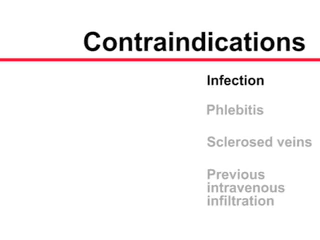 Contraindications
Infection
Phlebitis
Sclerosed veins
Previous
intravenous
infiltration